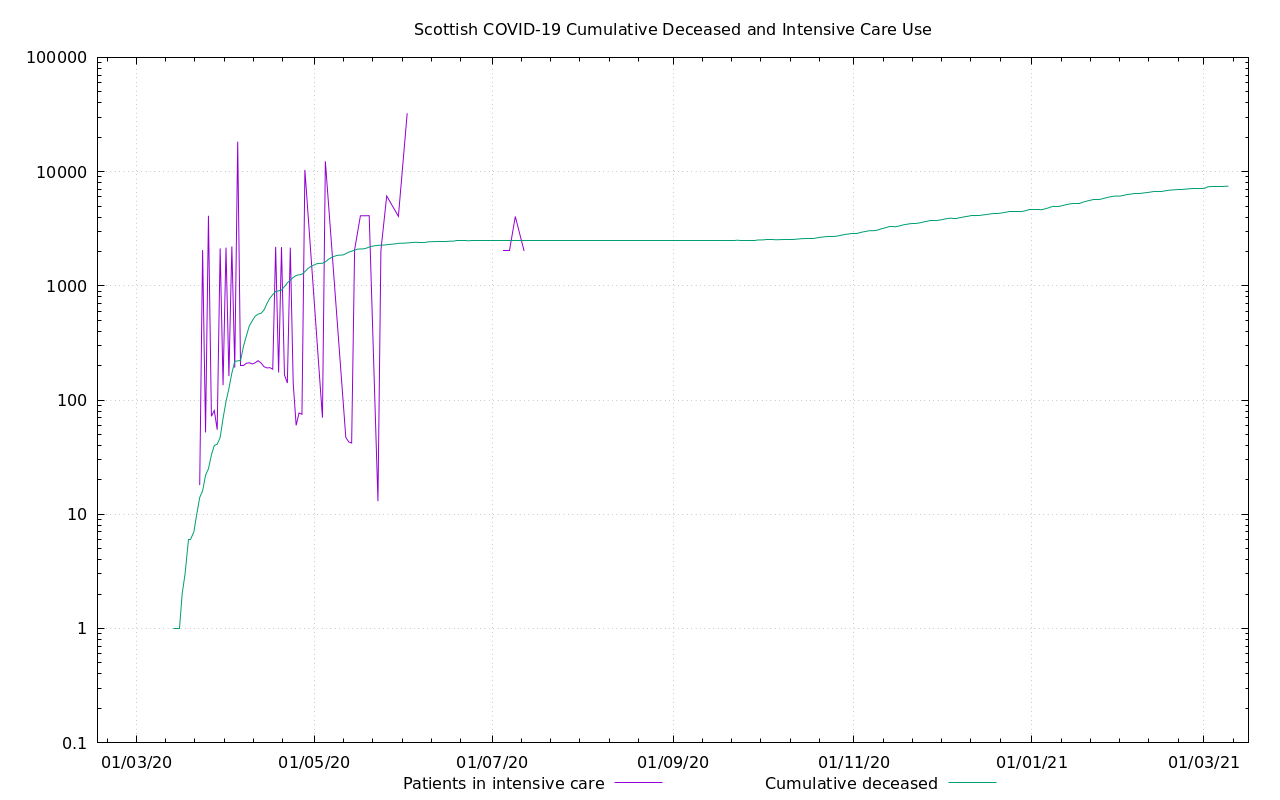 Scottish COVID-19 Cumulative Deceased and Intensive Care Use
100000
10000
1000
100
10
1
0.1
01/03/20 01/05/20 01/07/20 01/09/20 01/11/20 01/01/21 01/03/21
Patients in intensive care Cumulative deceased